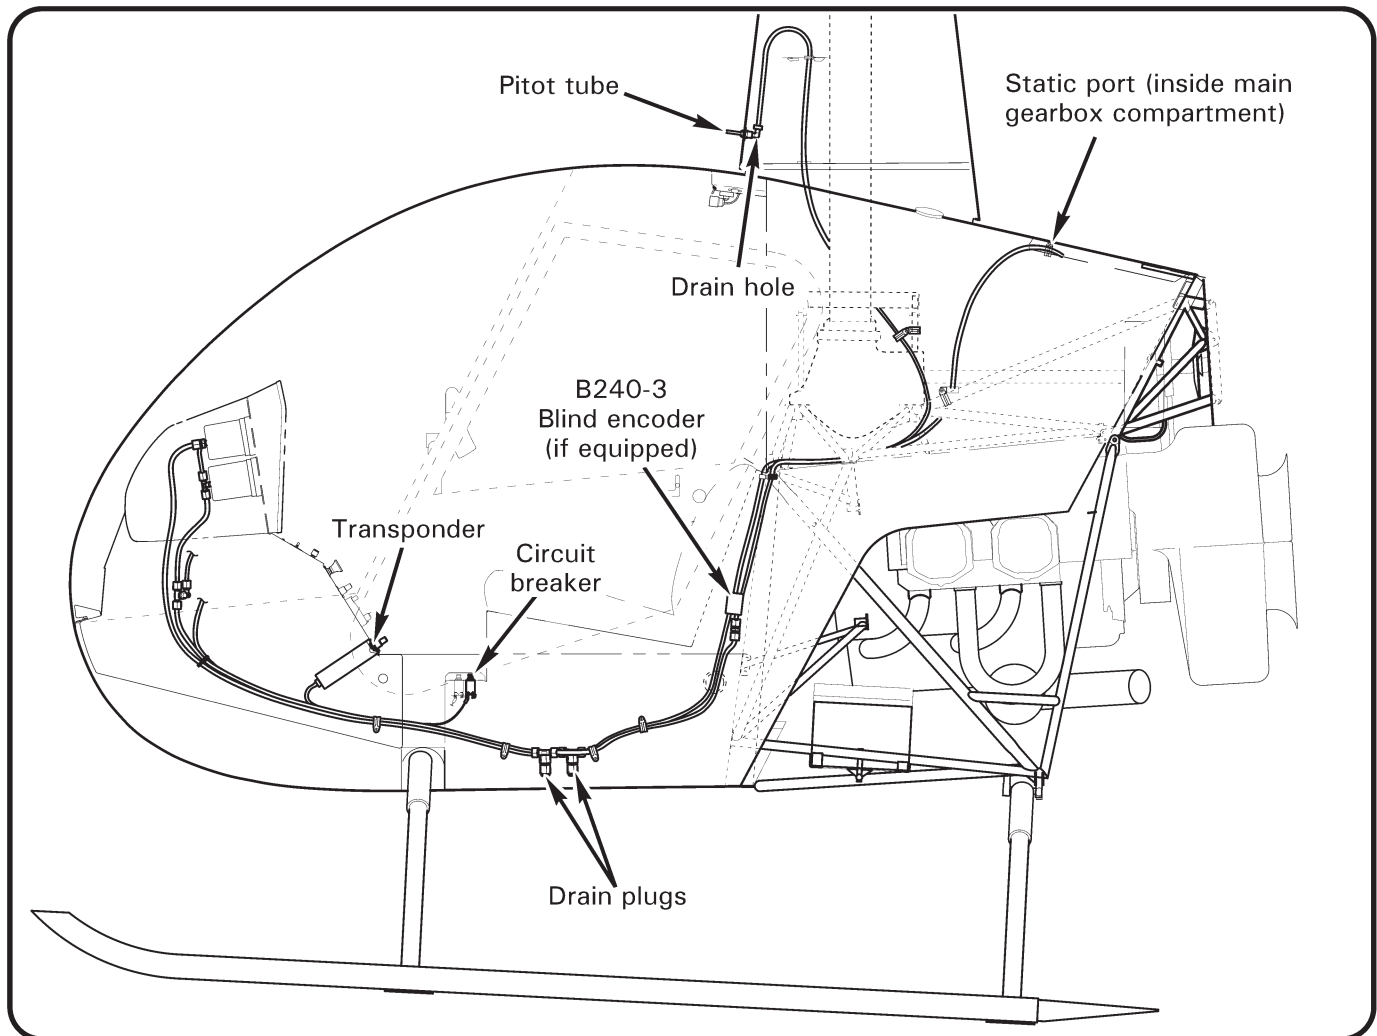 Pitot tube
Static port (inside main
gearbox compartment)
Drain hole
B240-3
Blind encoder
(if equipped)
Transponder
Circuit
breaker
Drain plugs